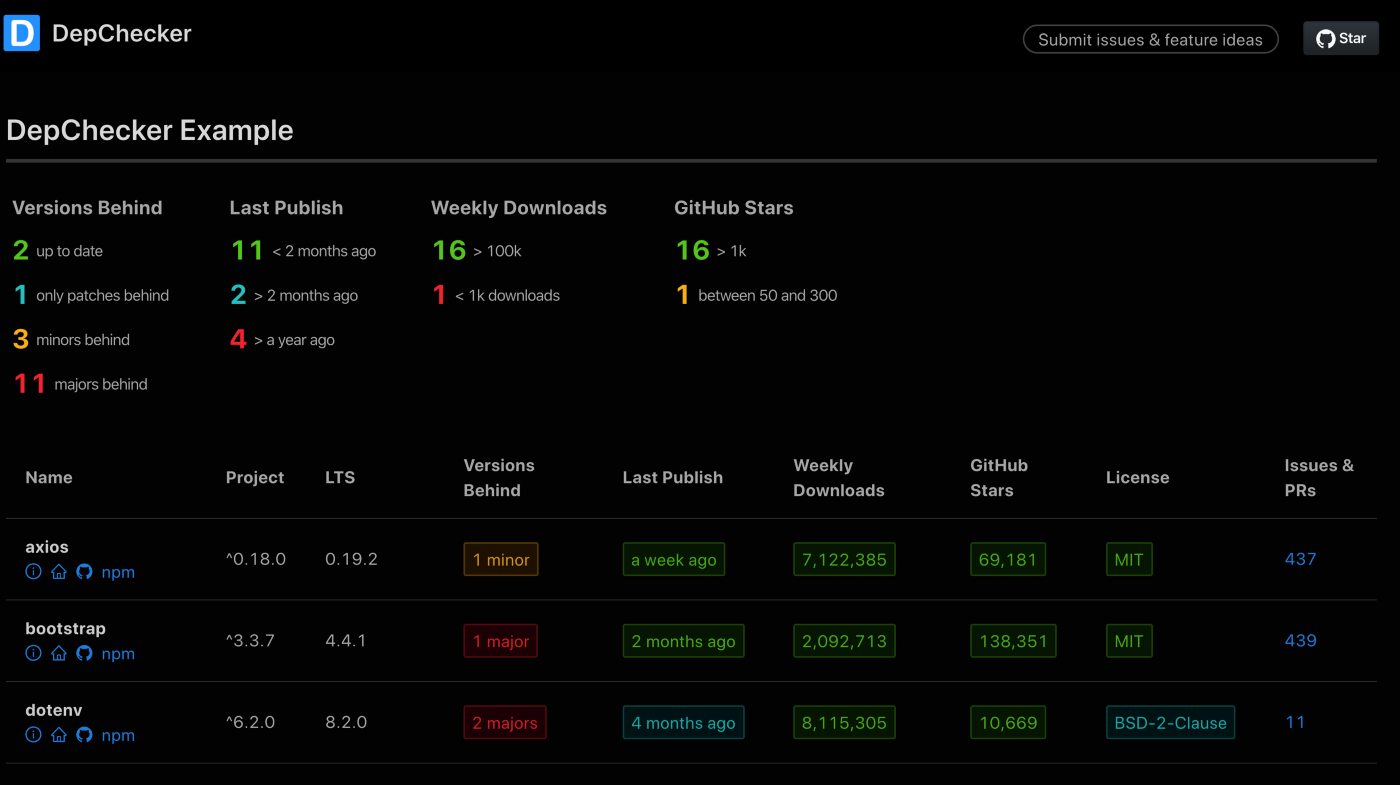 D DepChecker
Submit issues & feature ideas
Star
DepChecker Example
Versions Behind Last Publish Weekly Downloads GitHub Stars
2 up to date 11 < 2 months ago 16 > 100k 16 > 1k
1 only patches behind 2 > 2 months ago 1 < 1k downloads 1 between 50 and 300
3 minors behind 4 > a year ago
11 majors behind
Name Project LTS Versions Behind Last Publish Weekly Downloads GitHub Stars License Issues & PRs
axios
npm ^0.18.0 0.19.2 1 minor a week ago 7,122,385 69,181 MIT 437
bootstrap
npm ^3.3.7 4.4.1 1 major 2 months ago 2,092,713 138,351 MIT 439
dotenv
npm ^6.2.0 8.2.0 2 majors 4 months ago 8,115,305 10,669 BSD-2-Clause 11